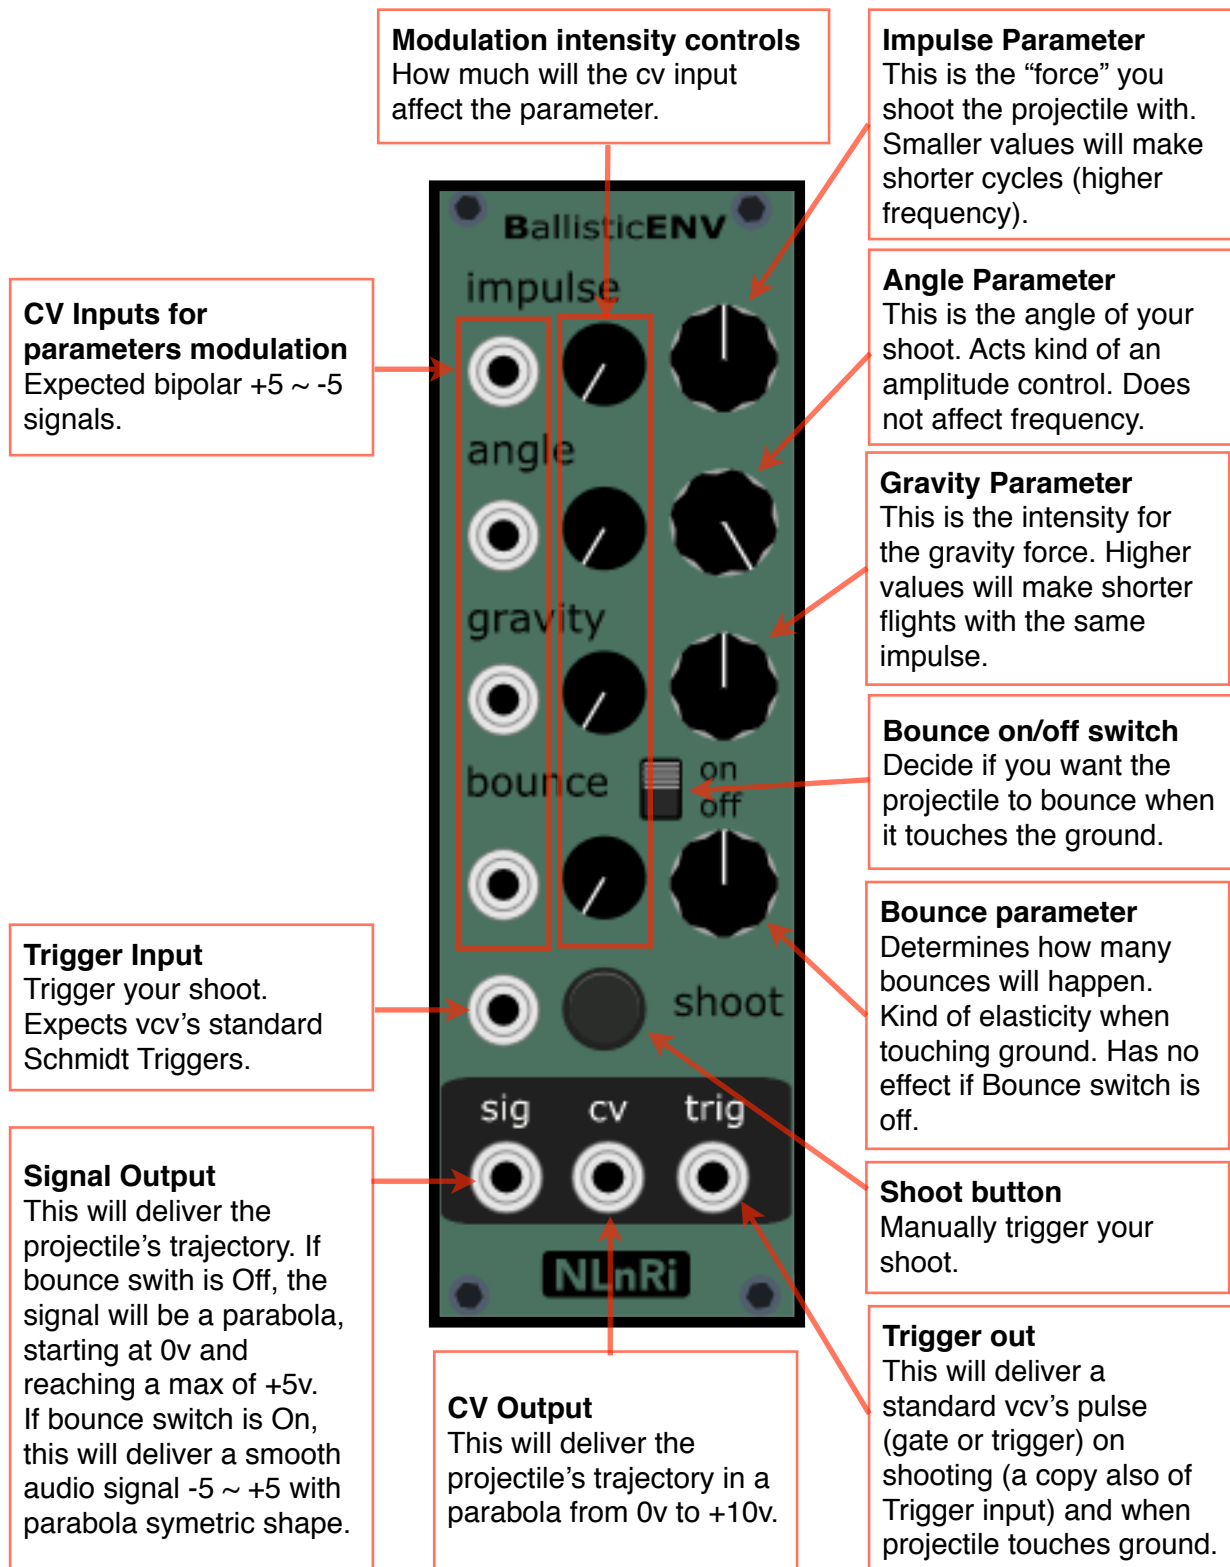 Modulation intensity controls
How much will the cv input
affect the parameter.
Impulse Parameter
This is the “force” you
shoot the projectile with.
Smaller values will make
shorter cycles (higher
frequency).
CV Inputs for
parameters modulation
Expected bipolar +5 ~ -5
signals.
Angle Parameter
This is the angle of your
shoot. Acts kind of an
amplitude control. Does
not affect frequency.
Gravity Parameter
This is the intensity for
the gravity force. Higher
values will make shorter
flights with the same
impulse.
Bounce on/off switch
Decide if you want the
projectile to bounce when
it touches the ground.
Bounce parameter
Determines how many
bounces will happen.
Kind of elasticity when
touching ground. Has no
effect if Bounce switch is
off.
Trigger Input
Trigger your shoot.
Expects vcv’s standard
Schmidt Triggers.
Signal Output
This will deliver the
projectile’s trajectory. If
bounce swith is Off, the
signal will be a parabola,
starting at 0v and
reaching a max of +5v.
If bounce switch is On,
this will deliver a smooth
audio signal -5 ~ +5 with
parabola symetric shape.
CV Output
This will deliver the
projectile’s trajectory in a
parabola from 0v to +10v.
Shoot button
Manually trigger your
shoot.
Trigger out
This will deliver a
standard vcv’s pulse
(gate or trigger) on
shooting (a copy also of
Trigger input) and when
projectile touches ground.
BallisticENV
impulse
angle
gravity
bounce
on
off
shoot
sig cv trig
NLnRi